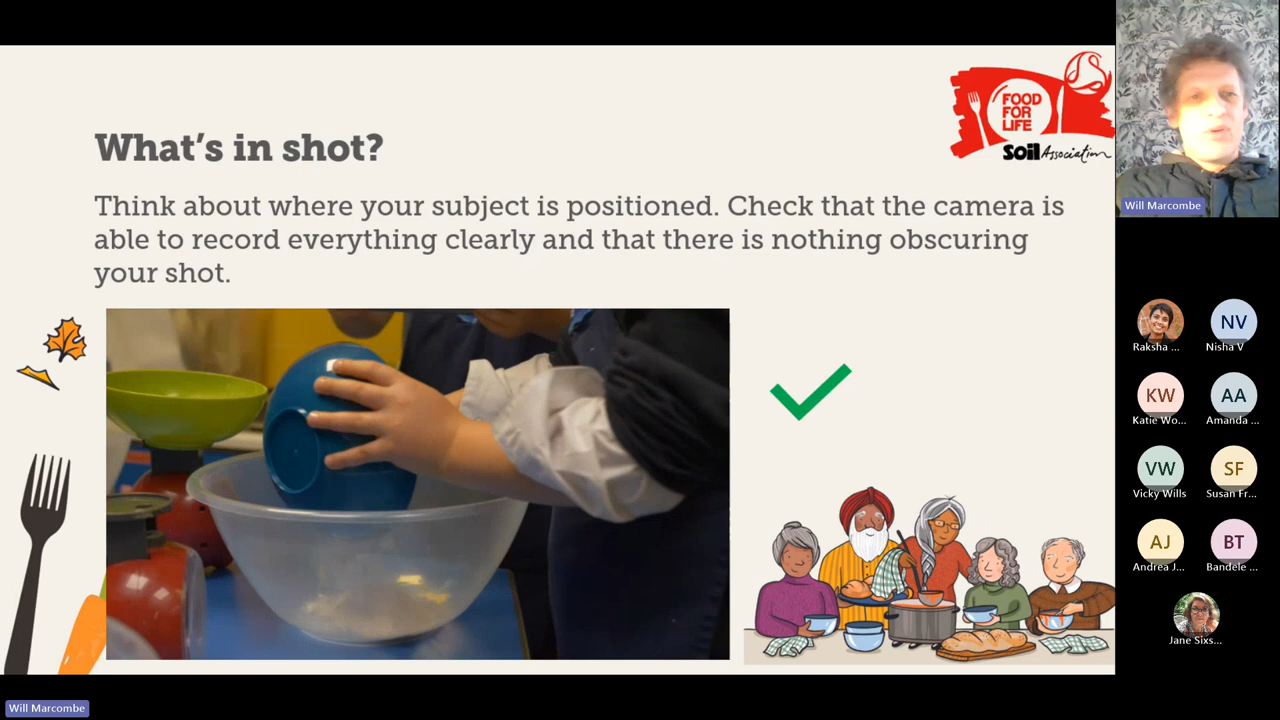 What's in shot?
Think about where your subject is positioned. Check that the camera is
able to record everything clearly and that there is nothing obscuring
your shot.
FOOD
FOR
LIFE
Soil Association
Will Marcombe
Raksha ...
NV
Nisha V
KW
Katie Wo...
AA
Amanda ...
VW
Vicky Wills
SF
Susan Fr...
AJ
Andrea J...
BT
Bandele ...
Jane Sixs...
Will Marcombe